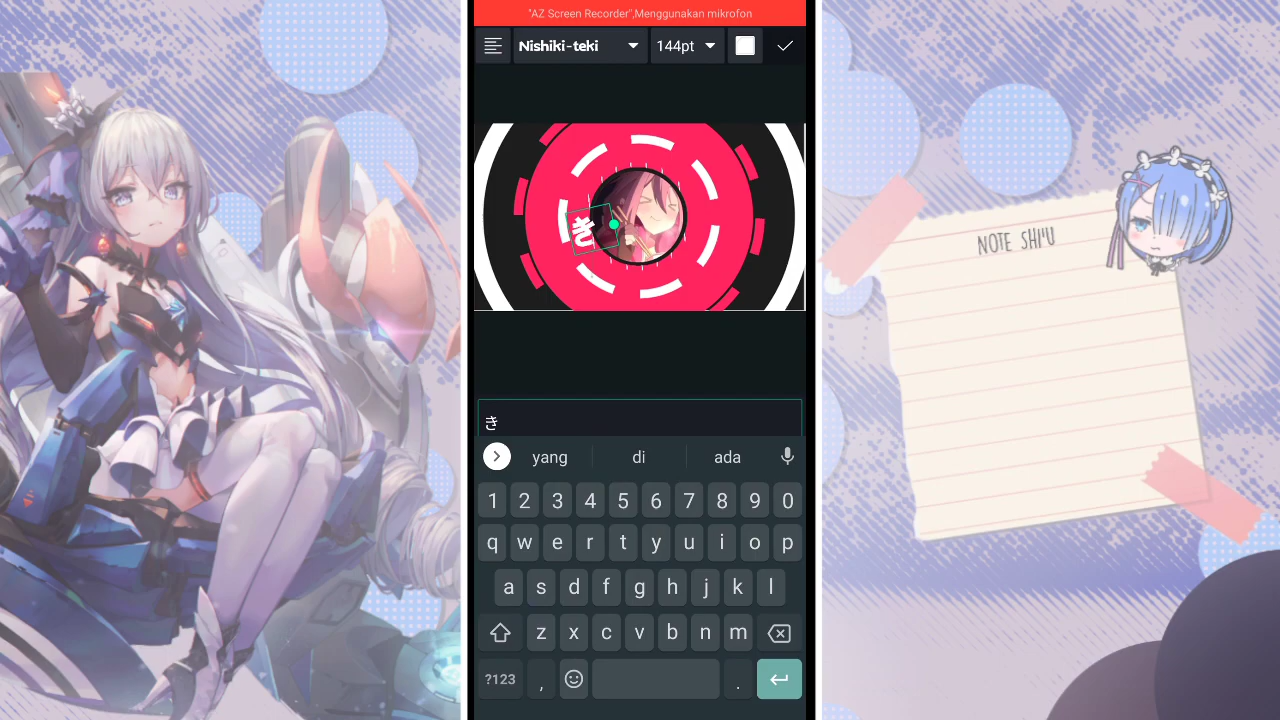 "AZ Screen Recorder",Menggunakan mikrofon
Nishiki-teki 144pt
き
き
yang di ada
1 2 3 4 5 6 7 8 9 0
q w e r t y u i o p
a s d f g h j k l
z x c v b n m
?123 , .
NOTE SHI'U